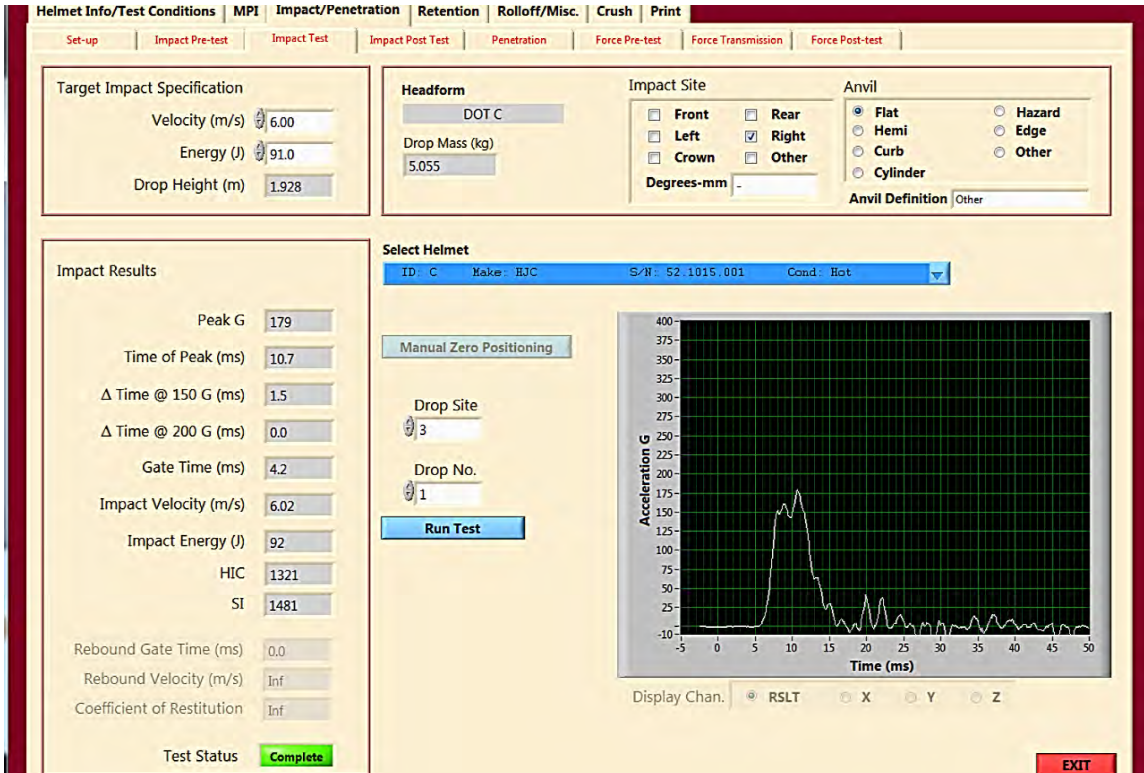 Helmet Info/Test Conditions MPI Impact/Penetration Retention Rolloff/Misc. Crush Print
Set-up Impact Pre-test Impact Test Impact Post Test Penetration Force Pre-test Force Transmission Force Post-test
Target Impact Specification
Velocity (m/s) 6.00
Energy (J) 91.0
Drop Height (m) 1.928
Headform
DOT C
Drop Mass (kg)
5.055
Impact Site
Front Rear
Left Right
Crown Other
Degrees-mm -
Anvil
Flat Hazard
Hemi Edge
Curb Other
Cylinder
Anvil Definition Other
Impact Results
Peak G 179
Time of Peak (ms) 10.7
Δ Time @ 150 G (ms) 1.5
Δ Time @ 200 G (ms) 0.0
Gate Time (ms) 4.2
Impact Velocity (m/s) 6.02
Impact Energy (J) 92
HIC 1321
SI 1481
Rebound Gate Time (ms) 0.0
Rebound Velocity (m/s) Inf
Coefficient of Restitution Inf
Test Status Complete
Select Helmet
ID: C Make: HJC S/N: 52.1015.001 Cond: Hot
Manual Zero Positioning
Drop Site
3
Drop No.
1
Run Test
Acceleration G
400
375
350
325
300
275
250
225
200
175
150
125
100
75
50
25
-10
-5 0 5 10 15 20 25 30 35 40 45 50
Time (ms)
Display Chan. RSLT X Y Z
EXIT